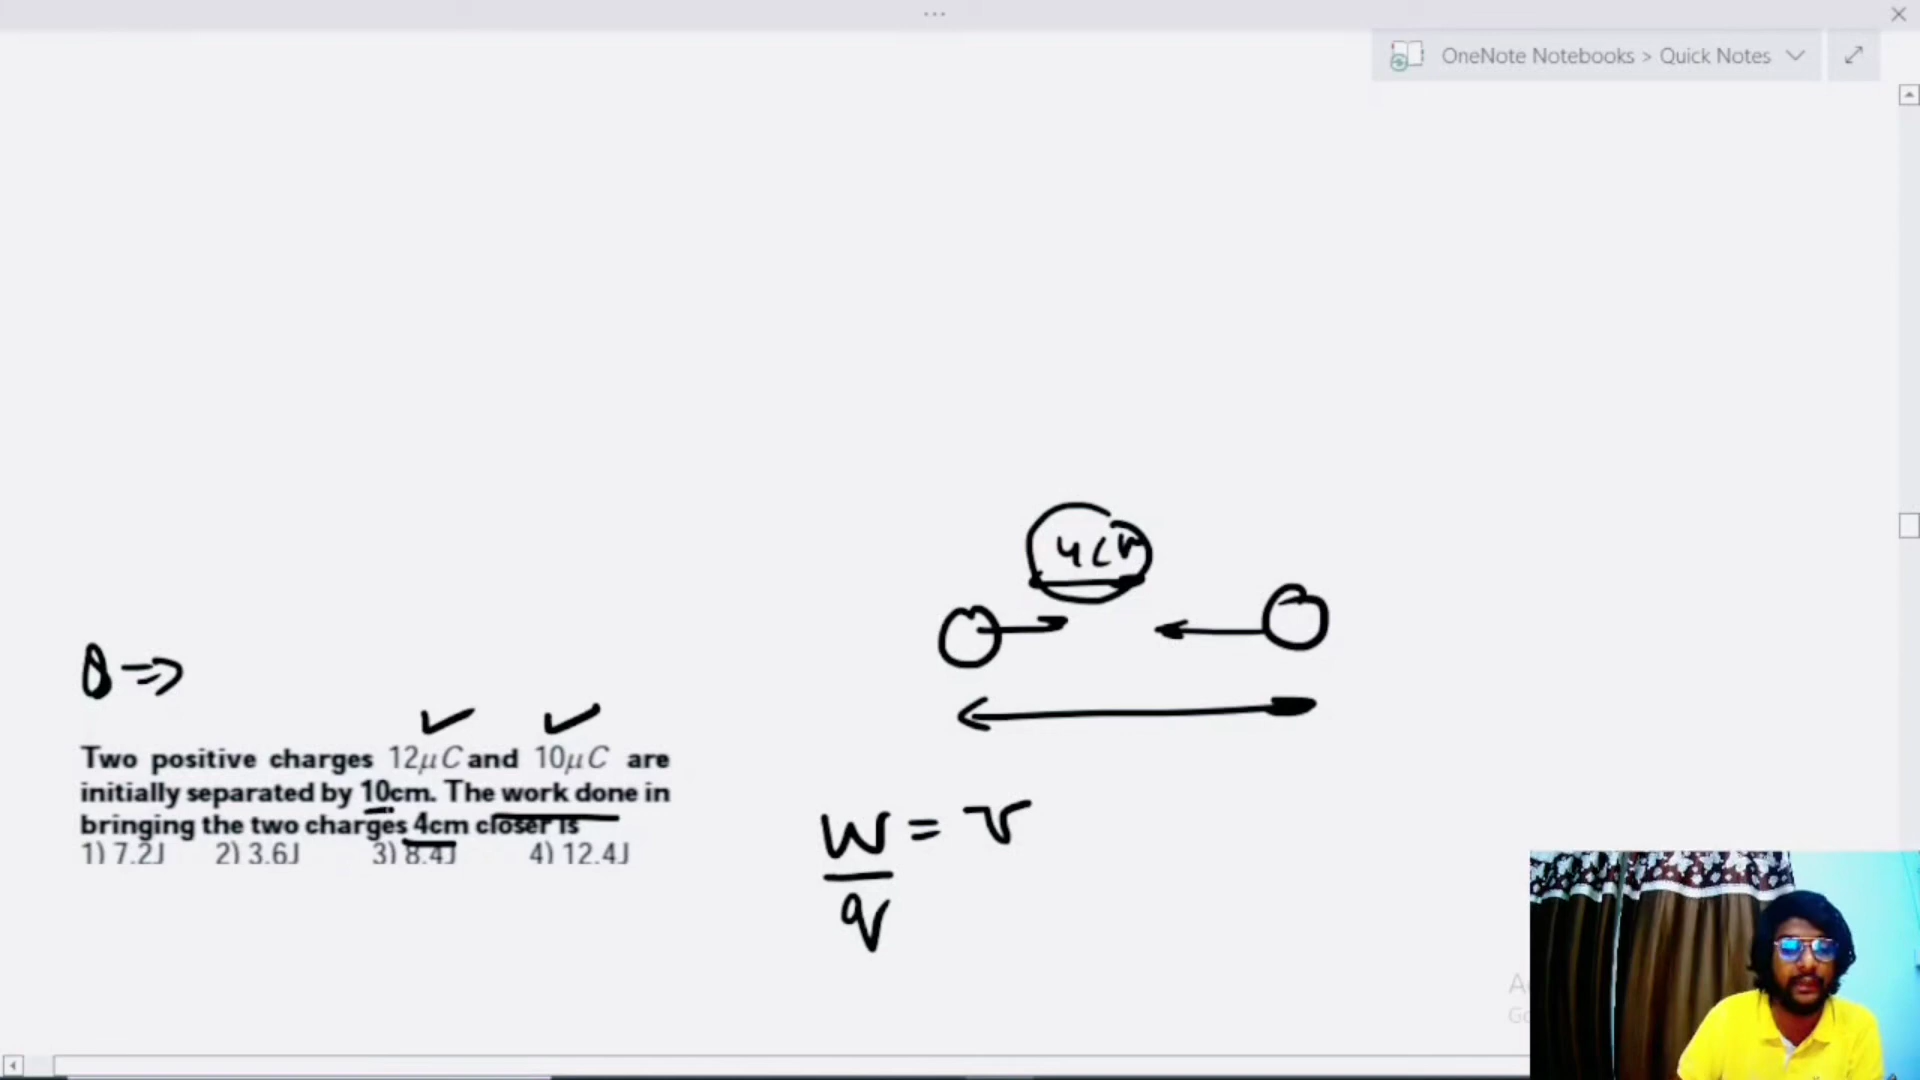 OneNote Notebooks > Quick Notes
4cm
Q ⇒
Two positive charges 12μC and 10μC are
initially separated by 10cm. The work done in
bringing the two charges 4cm closer is
1) 7.2J 2) 3.6J 3) 8.4J 4) 12.4J
W = V
q